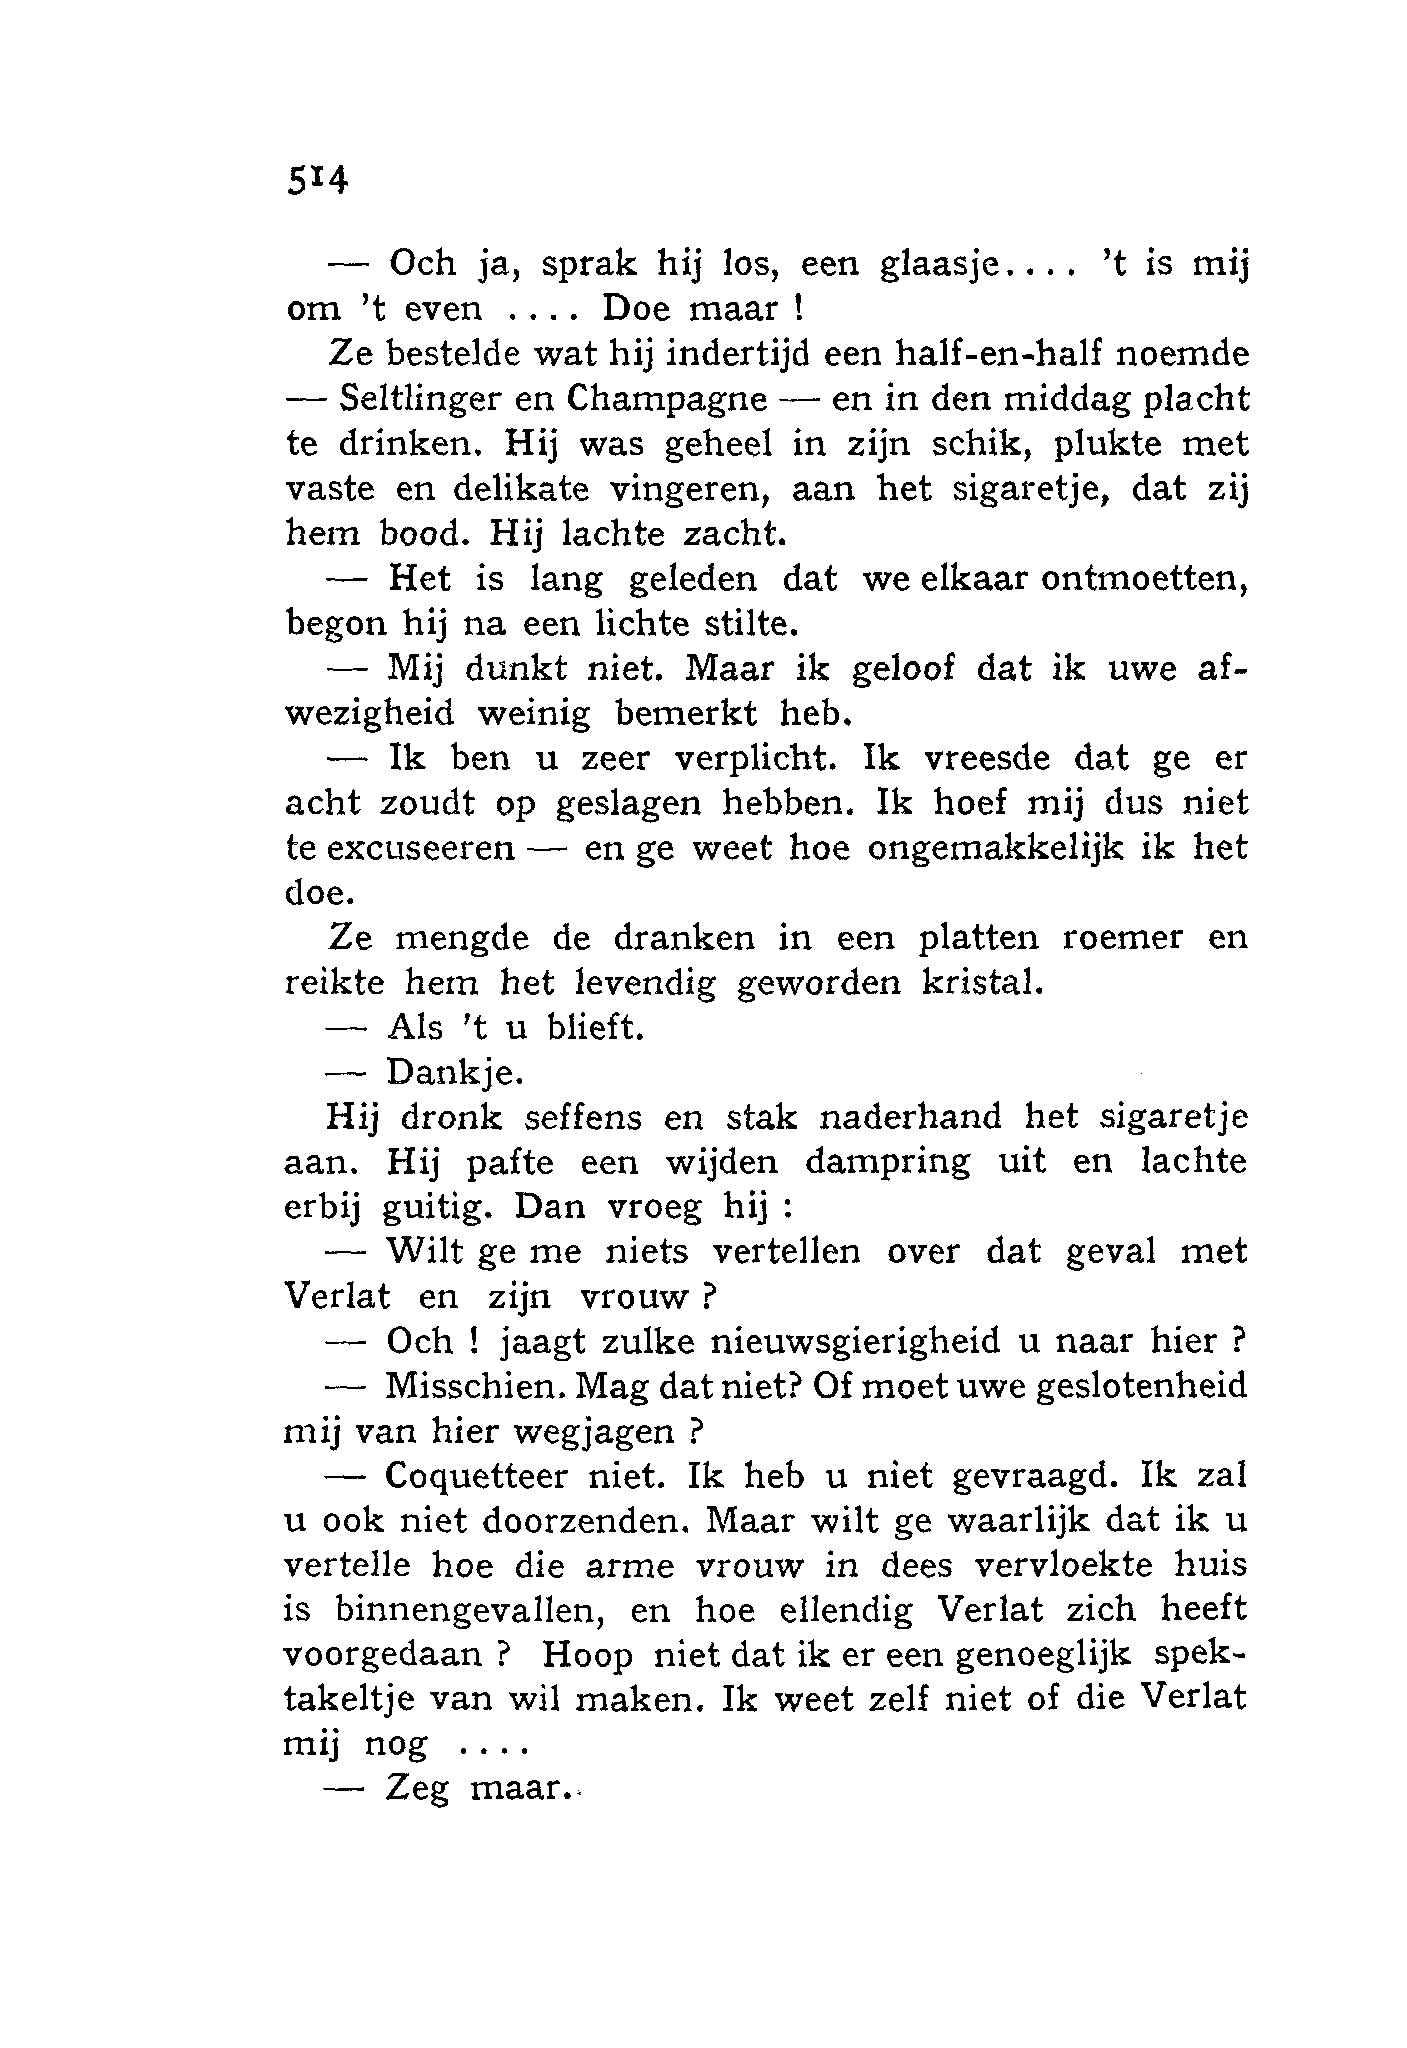 514
— Och ja, sprak hij los, een glaasje.... 't is mij
om 't even .... Doe maar !
Ze bestelde wat hij indertijd een half-en-half noemde
— Seltlinger en Champagne — en in den middag placht
te drinken. Hij was geheel in zijn schik, plukte met
vaste en delikate vingeren, aan het sigaretje, dat zij
hem bood. Hij lachte zacht.
— Het is lang geleden dat we elkaar ontmoetten,
begon hij na een lichte stilte.
— Mij dunkt niet. Maar ik geloof dat ik uwe af-
wezigheid weinig bemerkt heb.
— Ik ben u zeer verplicht. Ik vreesde dat ge er
acht zoudt op geslagen hebben. Ik hoef mij dus niet
te excuseeren — en ge weet hoe ongemakkelijk ik het
doe.
Ze mengde de dranken in een platten roemer en
reikte hem het levendig geworden kristal.
— Als 't u blieft.
— Dankje.
Hij dronk seffens en stak naderhand het sigaretje
aan. Hij pafte een wijden dampring uit en lachte
erbij guitig. Dan vroeg hij :
— Wilt ge me niets vertellen over dat geval met
Verlat en zijn vrouw ?
— Och ! jaagt zulke nieuwsgierigheid u naar hier ?
— Misschien. Mag dat niet? Of moet uwe geslotenheid
mij van hier wegjagen ?
— Coquetteer niet. Ik heb u niet gevraagd. Ik zal
u ook niet doorzenden. Maar wilt ge waarlijk dat ik u
vertelle hoe die arme vrouw in dees vervloekte huis
is binnengevallen, en hoe ellendig Verlat zich heeft
voorgedaan ? Hoop niet dat ik er een genoeglijk spek-
takeltje van wil maken. Ik weet zelf niet of die Verlat
mij nog ....
— Zeg maar.